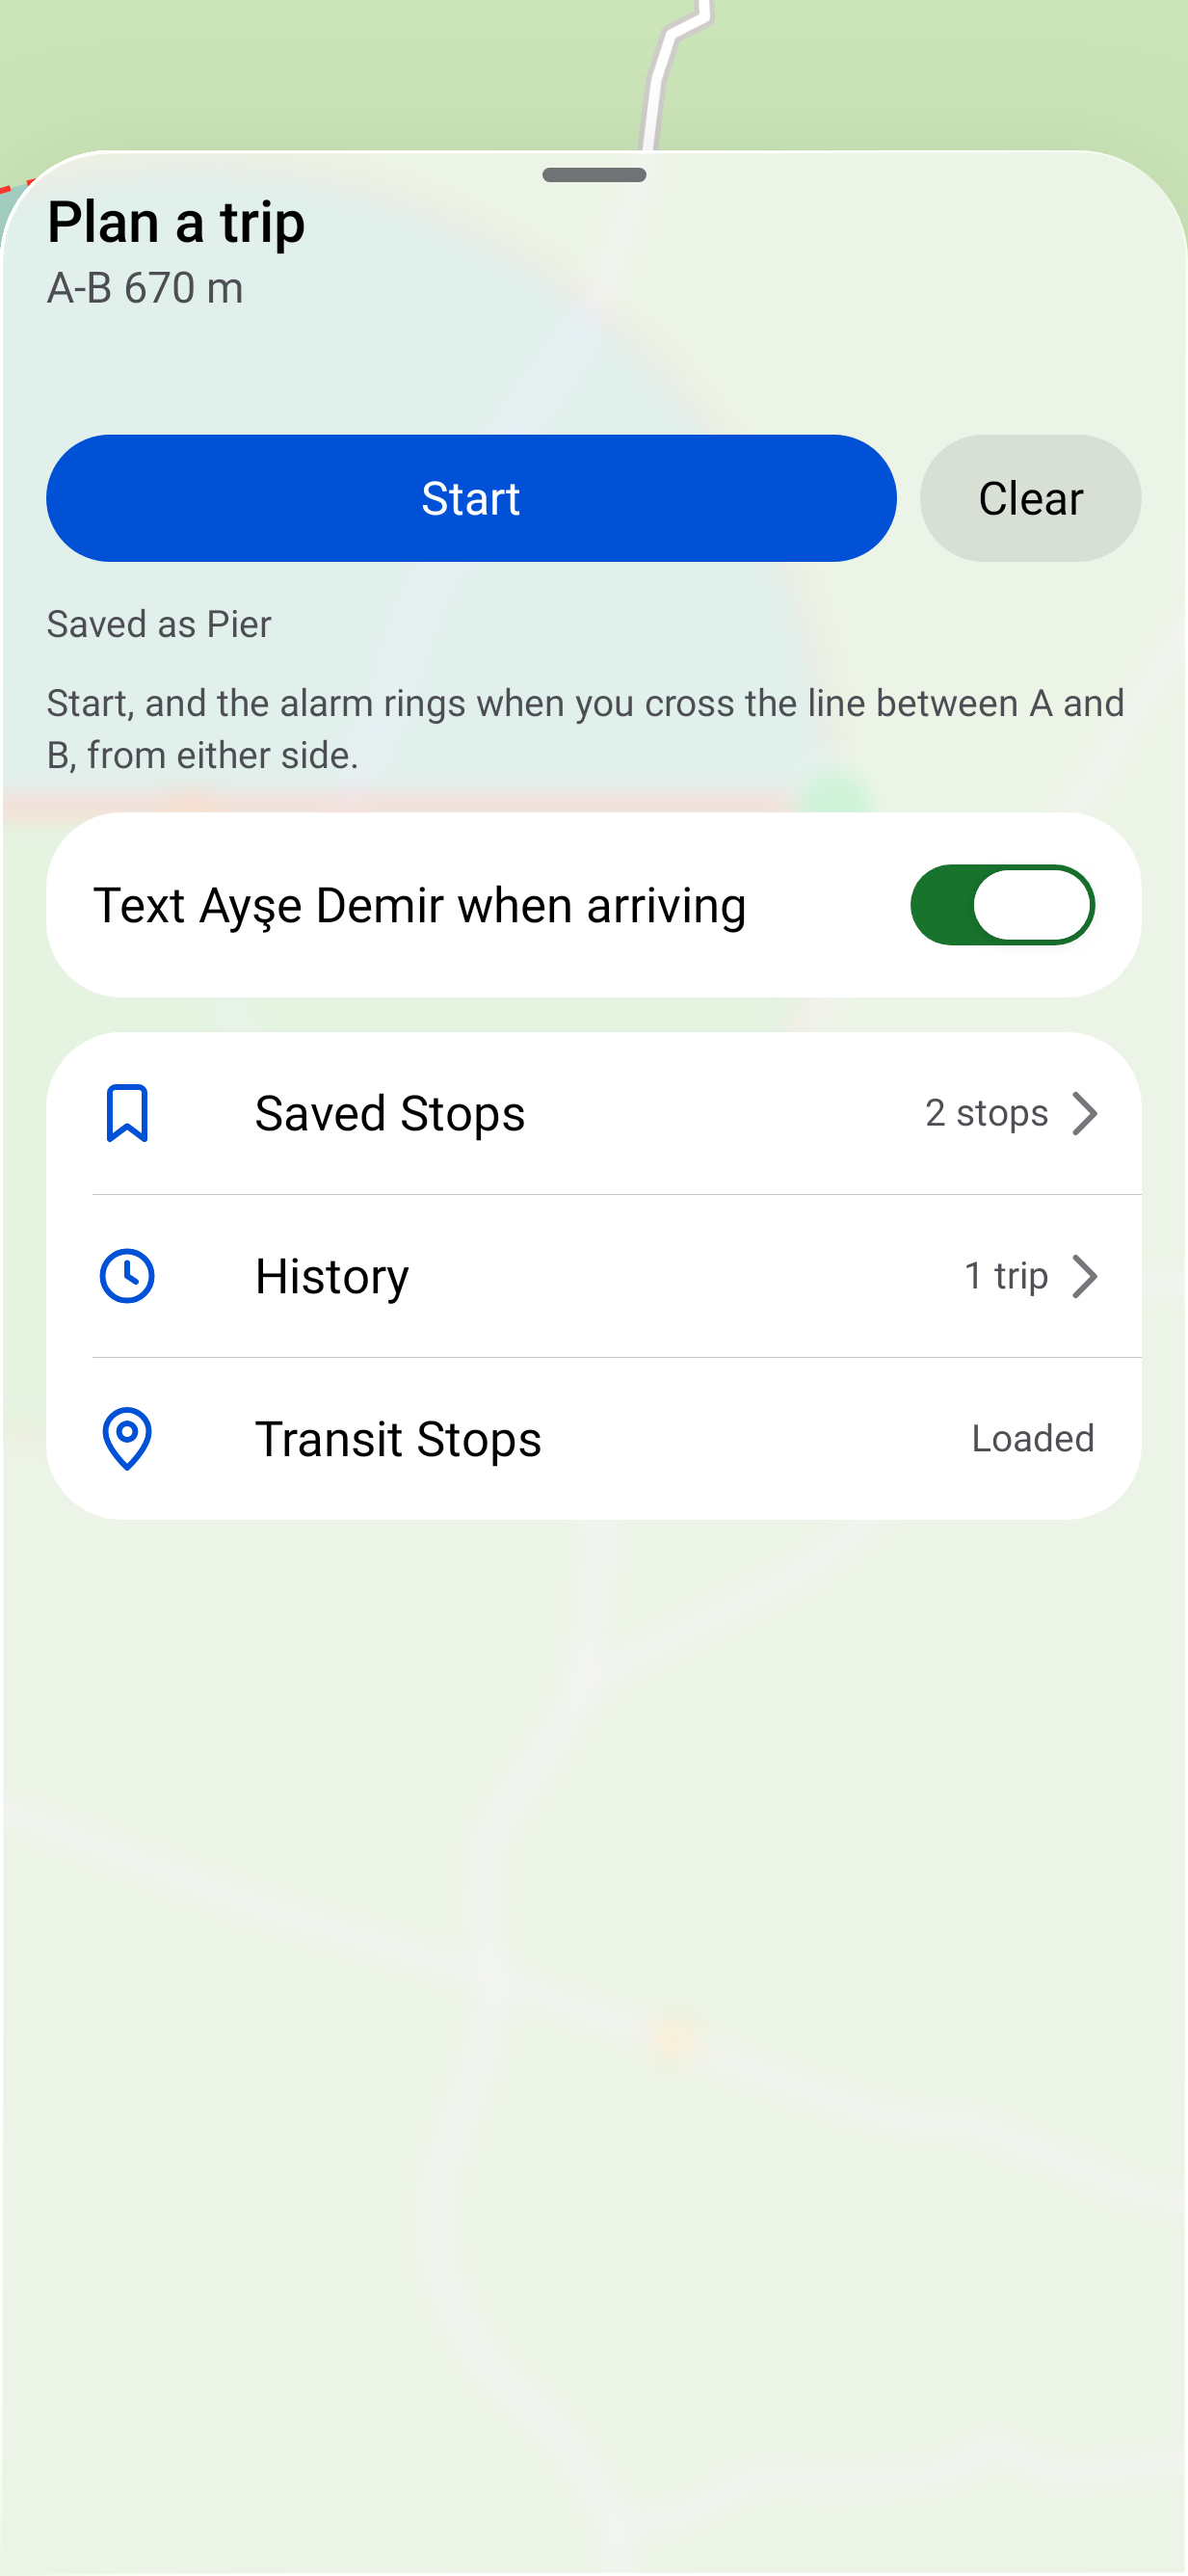 Plan a trip
A-B 670 m
Start
Clear
Saved as Pier
Start, and the alarm rings when you cross the line between A and
B, from either side.
Text Ayşe Demir when arriving
Saved Stops
2 stops
History
1 trip
Transit Stops
Loaded